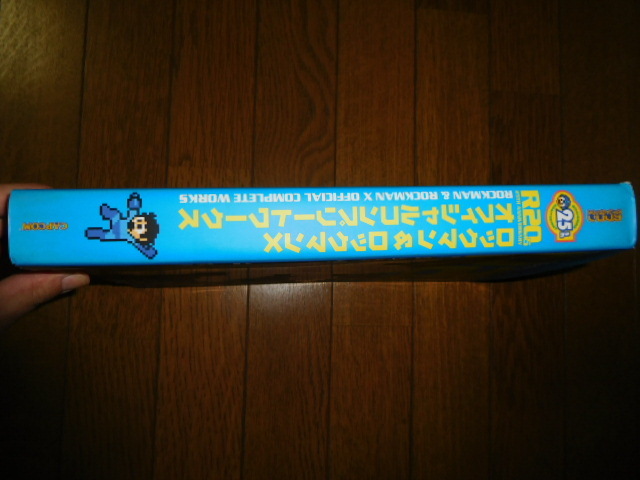 25th
R20
ロックマン&ロックマンX
オフィシャルコンプリートワークス
ROCKMAN & ROCKMAN X OFFICIAL COMPLETE WORKS
CAPCOM